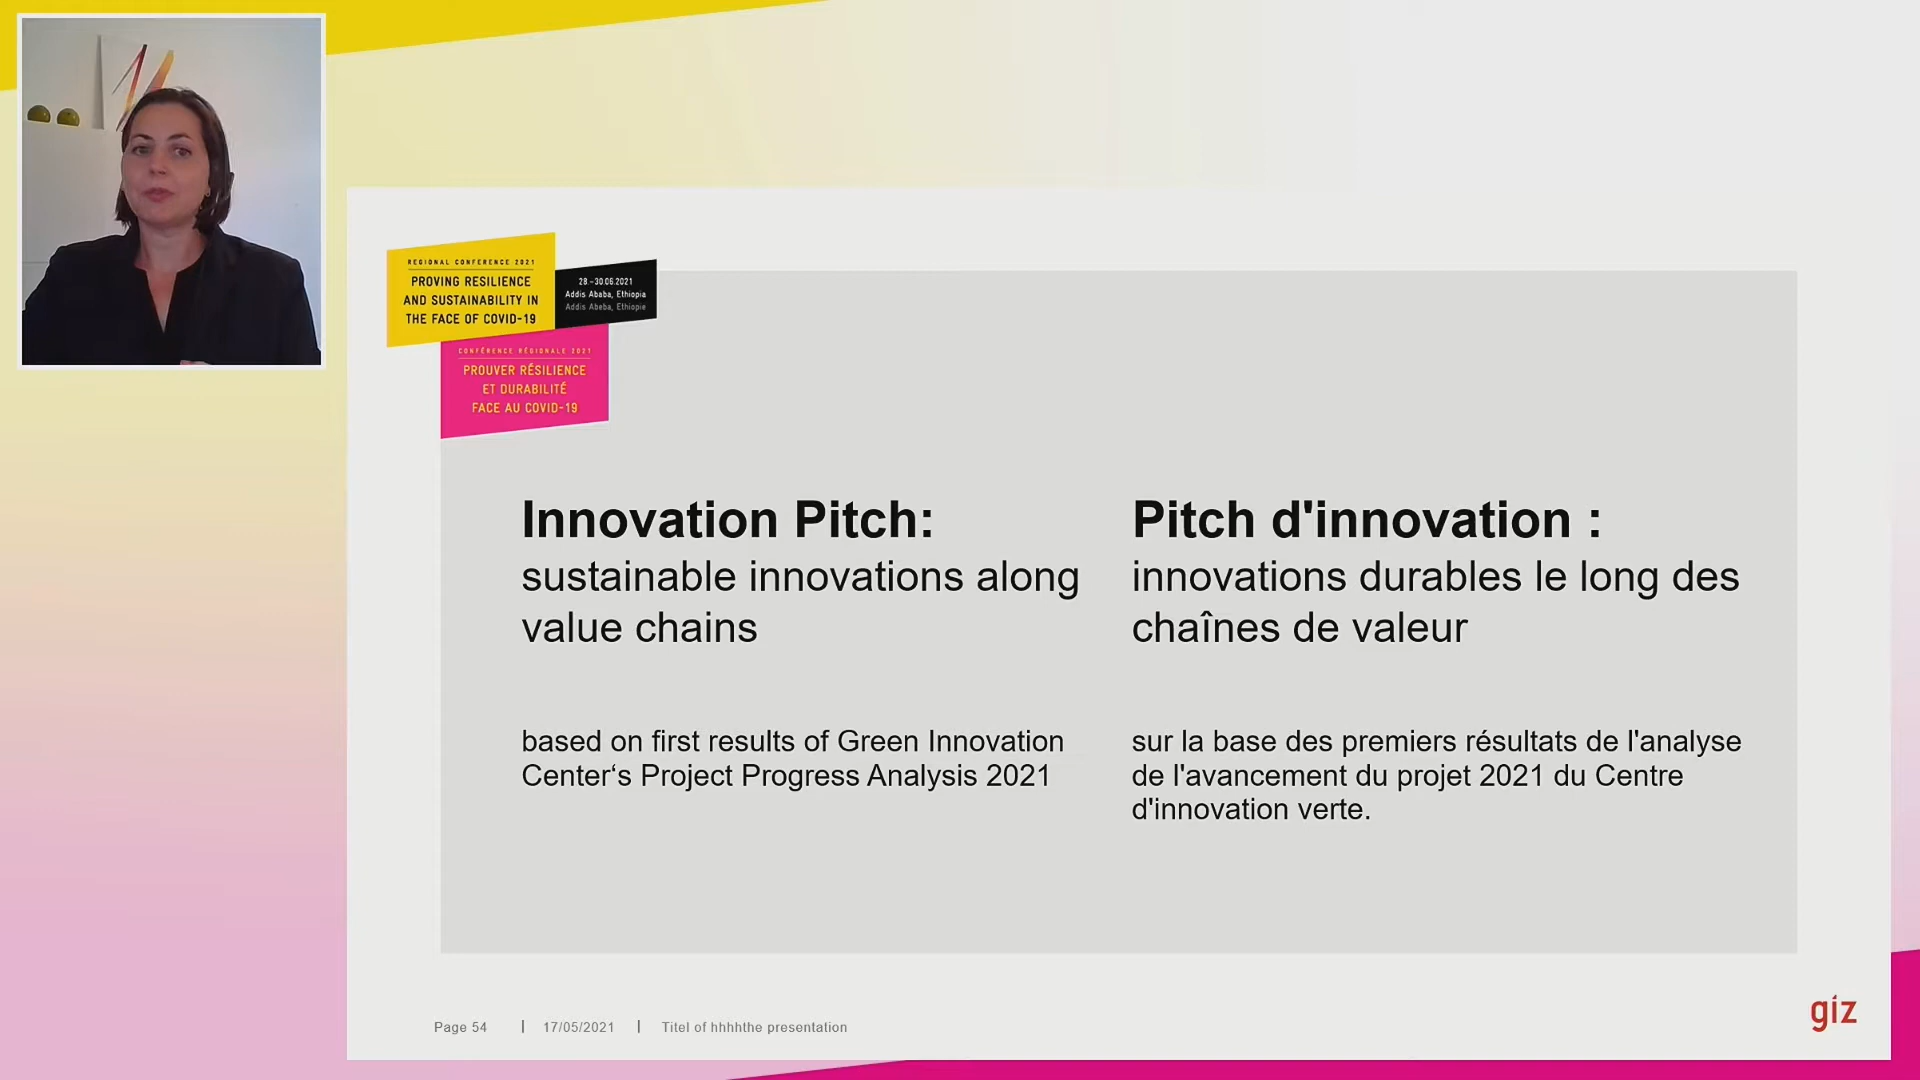 REGIONAL CONFERENCE 2021
PROVING RESILIENCE
AND SUSTAINABILITY IN
THE FACE OF COVID-19
28.–30.06.2021
Addis Ababa, Ethiopia
Addis Abeba, Ethiopie
CONFÉRENCE RÉGIONALE 2021
PROUVER RÉSILIENCE
ET DURABILITÉ
FACE AU COVID-19
Innovation Pitch:
sustainable innovations along
value chains
based on first results of Green Innovation
Center‘s Project Progress Analysis 2021
Pitch d'innovation :
innovations durables le long des
chaînes de valeur
sur la base des premiers résultats de l'analyse
de l'avancement du projet 2021 du Centre
d'innovation verte.
Page 54 | 17/05/2021 | Titel of hhhhthe presentation
giz